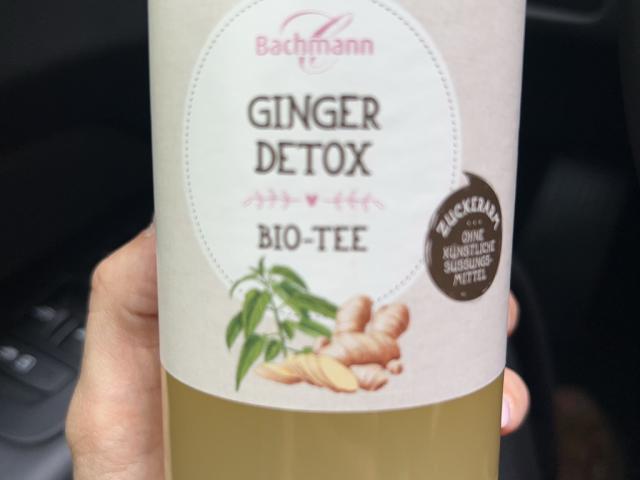 Bachmann
GINGER
DETOX
BIO-TEE
ZUCKERARM
OHNE
KÜNSTLICHE
SÜSSUNGS-
MITTEL